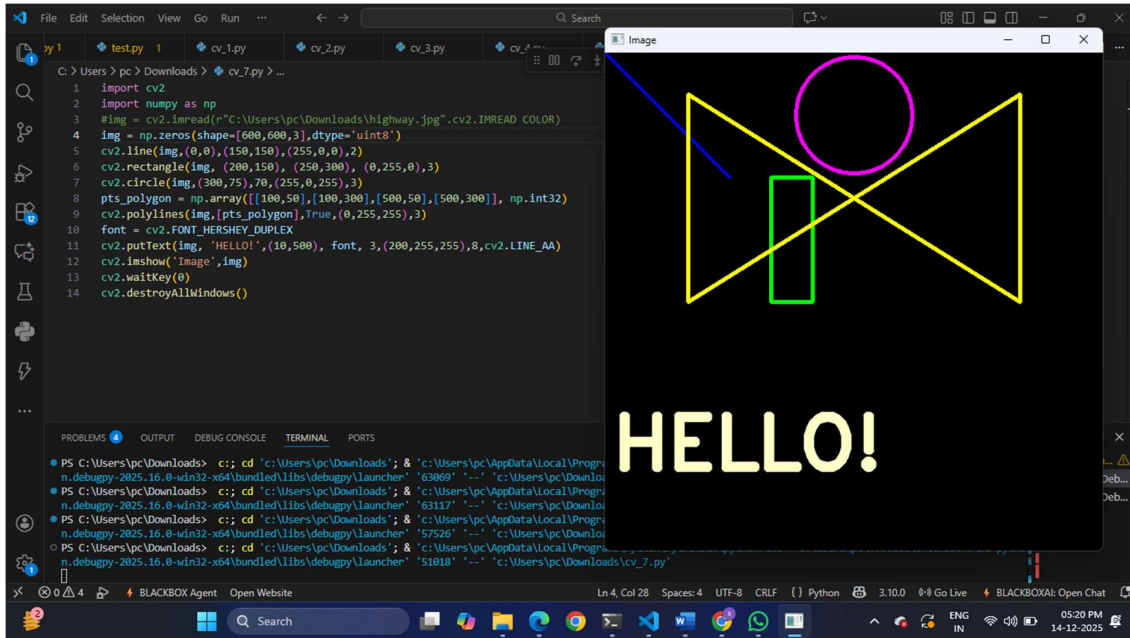 File Edit Selection View Go Run ··· Search
py 1 test.py 1 cv_1.py cv_2.py cv_3.py
C: > Users > pc > Downloads > cv_7.py > ...
1 import cv2
2 import numpy as np
3 #img = cv2.imread(r"C:\Users\pc\Downloads\highway.jpg".cv2.IMREAD COLOR)
4 img = np.zeros(shape=[600,600,3],dtype='uint8')
5 cv2.line(img,(0,0),(150,150),(255,0,0),2)
6 cv2.rectangle(img, (200,150), (250,300), (0,255,0),3)
7 cv2.circle(img,(300,75),70,(255,0,255),3)
8 pts_polygon = np.array([[100,50],[100,300],[500,50],[500,300]], np.int32)
9 cv2.polylines(img,[pts_polygon],True,(0,255,255),3)
10 font = cv2.FONT_HERSHEY_DUPLEX
11 cv2.putText(img, 'HELLO!',(10,500), font, 3,(200,255,255),8,cv2.LINE_AA)
12 cv2.imshow('Image',img)
13 cv2.waitKey(0)
14 cv2.destroyAllWindows()
Image
HELLO!
PROBLEMS 4 OUTPUT DEBUG CONSOLE TERMINAL PORTS
PS C:\Users\pc\Downloads> c:; cd 'c:\Users\pc\Downloads'; & 'c:\Users\pc\AppData\Local\Progra
n.debugpy-2025.16.0-win32-x64\bundled\libs\debugpy\launcher' '63069' '--' 'c:\Users\pc\Downlo
PS C:\Users\pc\Downloads> c:; cd 'c:\Users\pc\Downloads'; & 'c:\Users\pc\AppData\Local\Progra
n.debugpy-2025.16.0-win32-x64\bundled\libs\debugpy\launcher' '63117' '--' 'c:\Users\pc\Downlo
PS C:\Users\pc\Downloads> c:; cd 'c:\Users\pc\Downloads'; & 'c:\Users\pc\AppData\Local\Progra
n.debugpy-2025.16.0-win32-x64\bundled\libs\debugpy\launcher' '57526' '--' 'c:\Users\pc\Downlo
PS C:\Users\pc\Downloads> c:; cd 'c:\Users\pc\Downloads'; & 'c:\Users\pc\AppData\Local\Progra
n.debugpy-2025.16.0-win32-x64\bundled\libs\debugpy\launcher' '51018' '--' 'c:\Users\pc\Downloads\cv_7.py'
Deb...
Deb...
0 4 BLACKBOX Agent Open Website Ln 4, Col 28 Spaces: 4 UTF-8 CRLF { } Python 3.10.0 Go Live BLACKBOXAI: Open Chat
2 Search ENG 05:20 PM
IN 14-12-2025